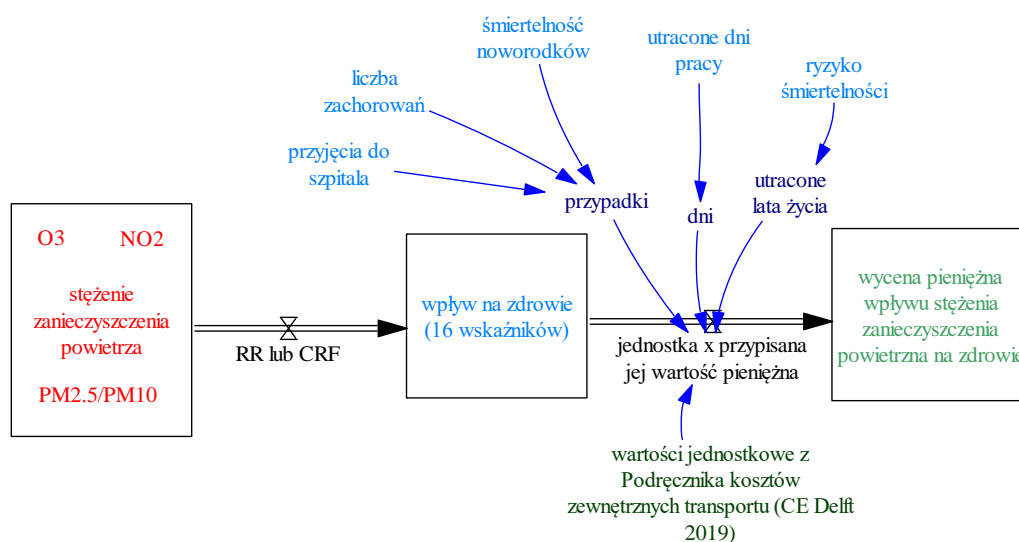 śmiertelność
noworodków
utracone dni
pracy
ryzyko
śmiertelności
liczba
zachorowań
przyjęcia do
szpitala
przypadki
dni
utracone
lata życia
O3
NO2
stężenie
zanieczyszczenia
powietrza
PM2.5/PM10
RR lub CRF
wpływ na zdrowie
(16 wskaźników)
jednostka x przypisana
jej wartość pieniężna
wycena pieniężna
wpływu stężenia
zanieczyszczenia
powietrzna na zdrowie
wartości jednostkowe z
Podręcznika kosztów
zewnętrznych transportu (CE Delft
2019)